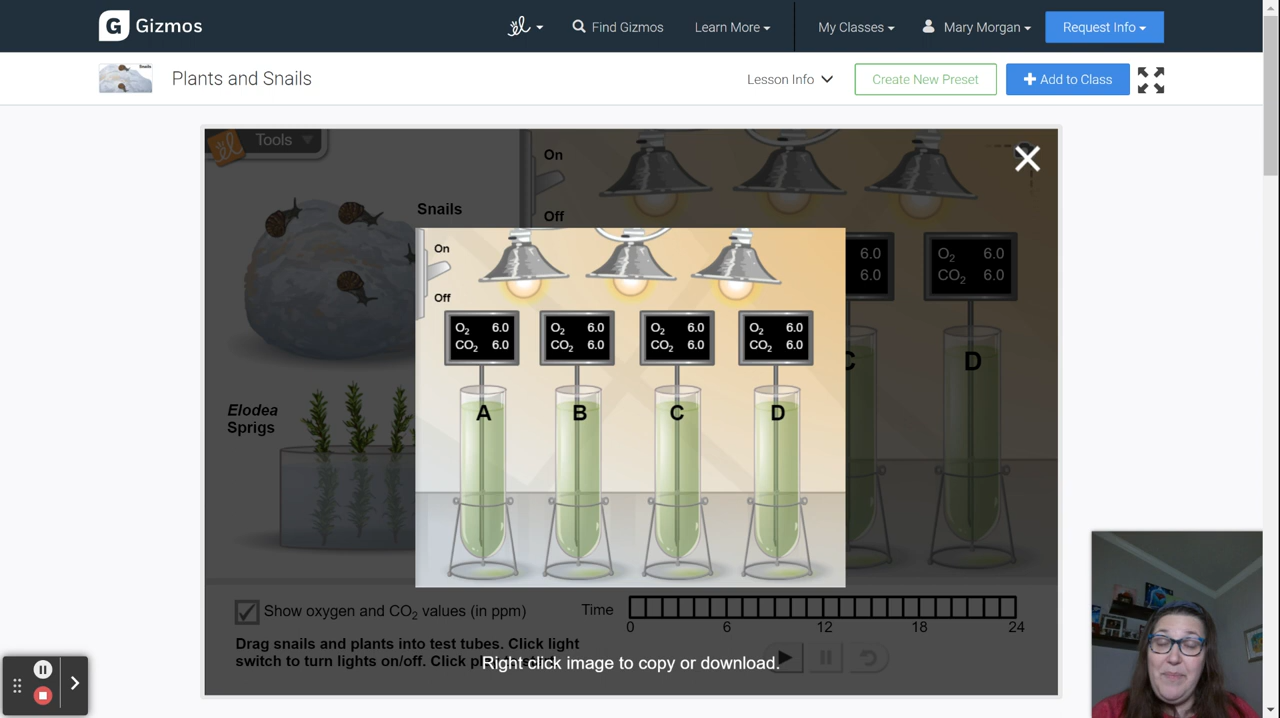 G Gizmos
Find Gizmos
Learn More
My Classes
Mary Morgan
Request Info
Plants and Snails
Lesson Info
Create New Preset
+ Add to Class
Tools
Snails
On
Off
6.0
6.0
O₂ 6.0
CO₂ 6.0
C
D
Elodea
Sprigs
On
Off
O₂ 6.0
CO₂ 6.0
O₂ 6.0
CO₂ 6.0
O₂ 6.0
CO₂ 6.0
O₂ 6.0
CO₂ 6.0
A
B
C
D
Show oxygen and CO₂ values (in ppm)
Time
0 6 12 18 24
Drag snails and plants into test tubes. Click light
switch to turn lights on/off. Click
Right click image to copy or download.